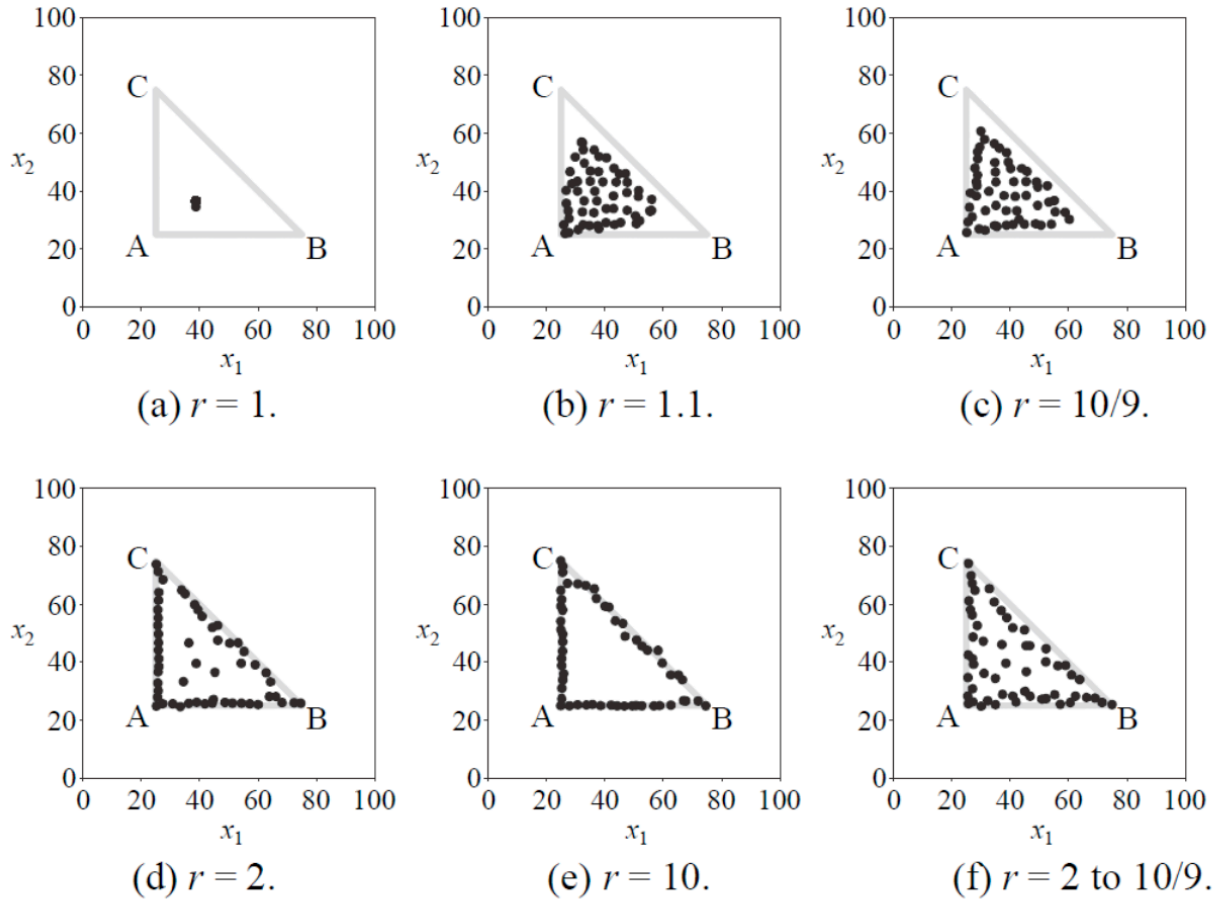 100
80
60
40
20
0
x2
C
A
B
0 20 40 60 80 100
x1
(a) r = 1.
100
80
60
40
20
0
x2
C
A
B
0 20 40 60 80 100
x1
(b) r = 1.1.
100
80
60
40
20
0
x2
C
A
B
0 20 40 60 80 100
x1
(c) r = 10/9.
100
80
60
40
20
0
x2
C
A
B
0 20 40 60 80 100
x1
(d) r = 2.
100
80
60
40
20
0
x2
C
A
B
0 20 40 60 80 100
x1
(e) r = 10.
100
80
60
40
20
0
x2
C
A
B
0 20 40 60 80 100
x1
(f) r = 2 to 10/9.